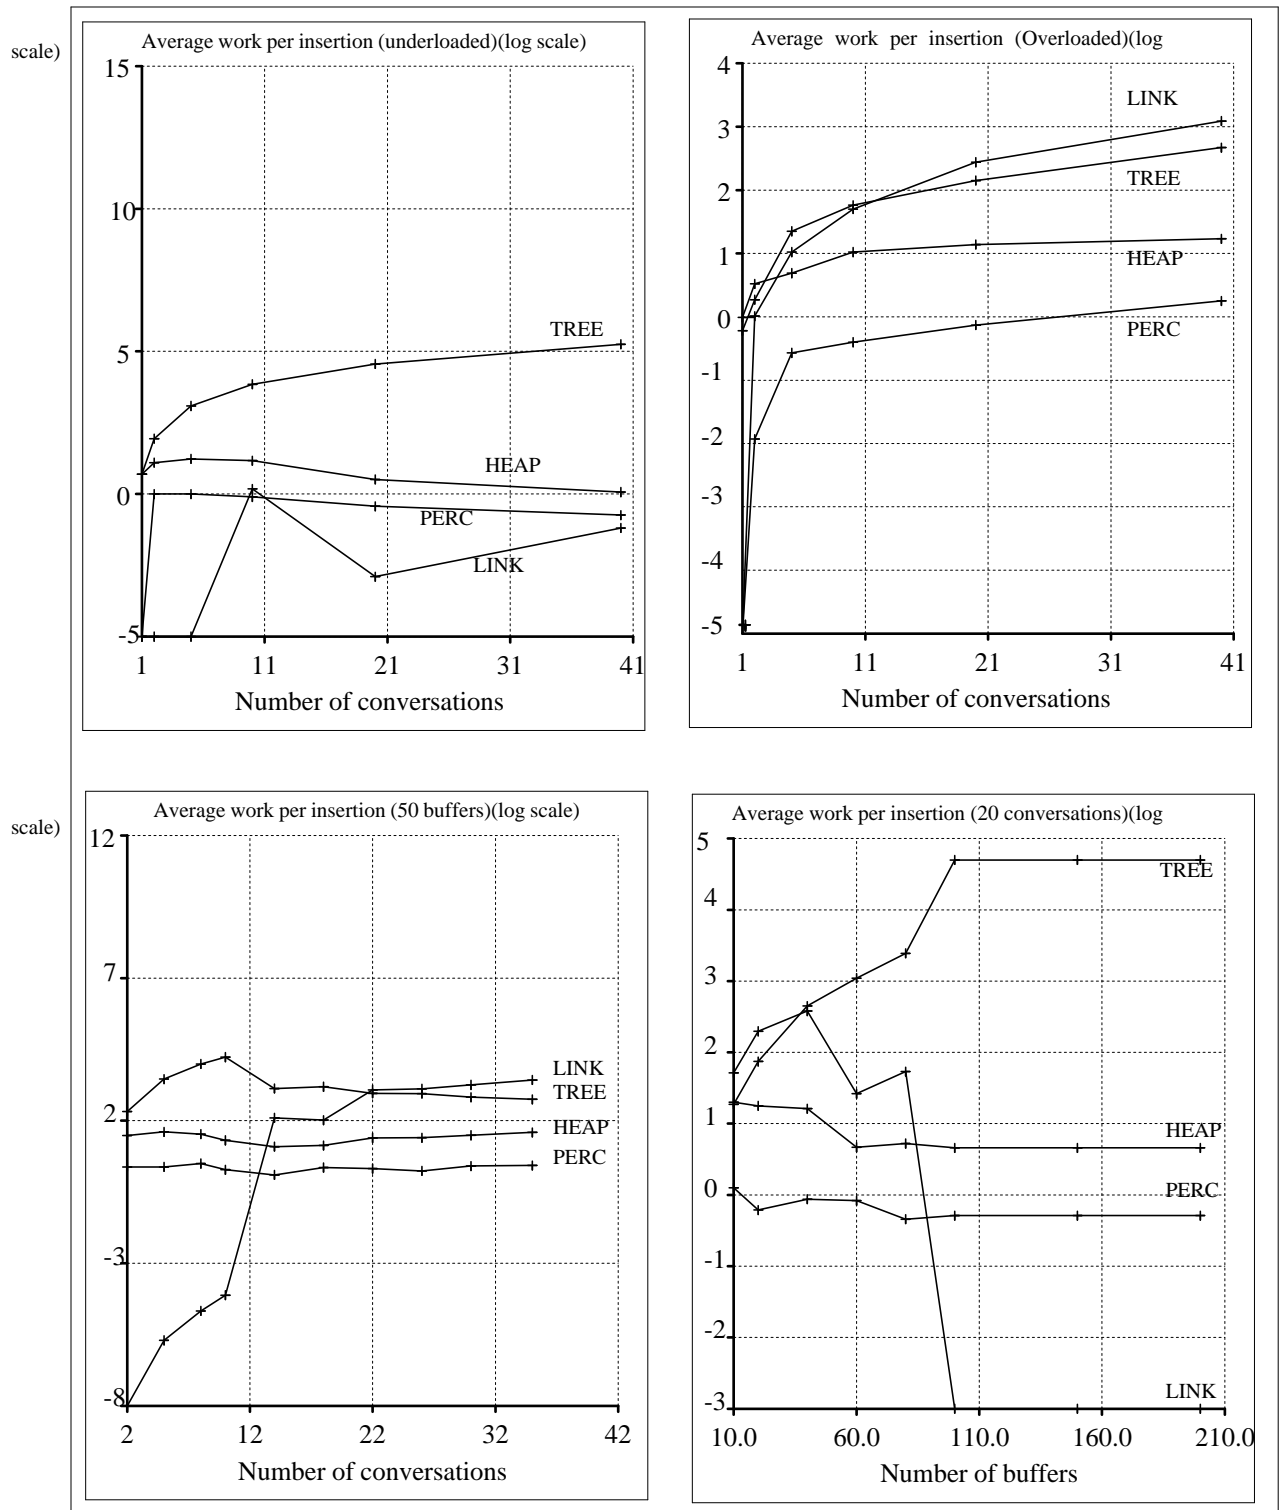 Average work per insertion (underloaded)(log scale)
15
10
5
0
-5
TREE
HEAP
PERC
LINK
1 11 21 31 41
Number of conversations
Average work per insertion (Overloaded)(log
scale)
4
3
2
1
0
-1
-2
-3
-4
-5
LINK
TREE
HEAP
PERC
1 11 21 31 41
Number of conversations
Average work per insertion (50 buffers)(log scale)
12
7
2
-3
-8
LINK
TREE
HEAP
PERC
2 12 22 32 42
Number of conversations
Average work per insertion (20 conversations)(log
scale)
5
4
3
2
1
0
-1
-2
-3
TREE
HEAP
PERC
LINK
10.0 60.0 110.0 160.0 210.0
Number of buffers